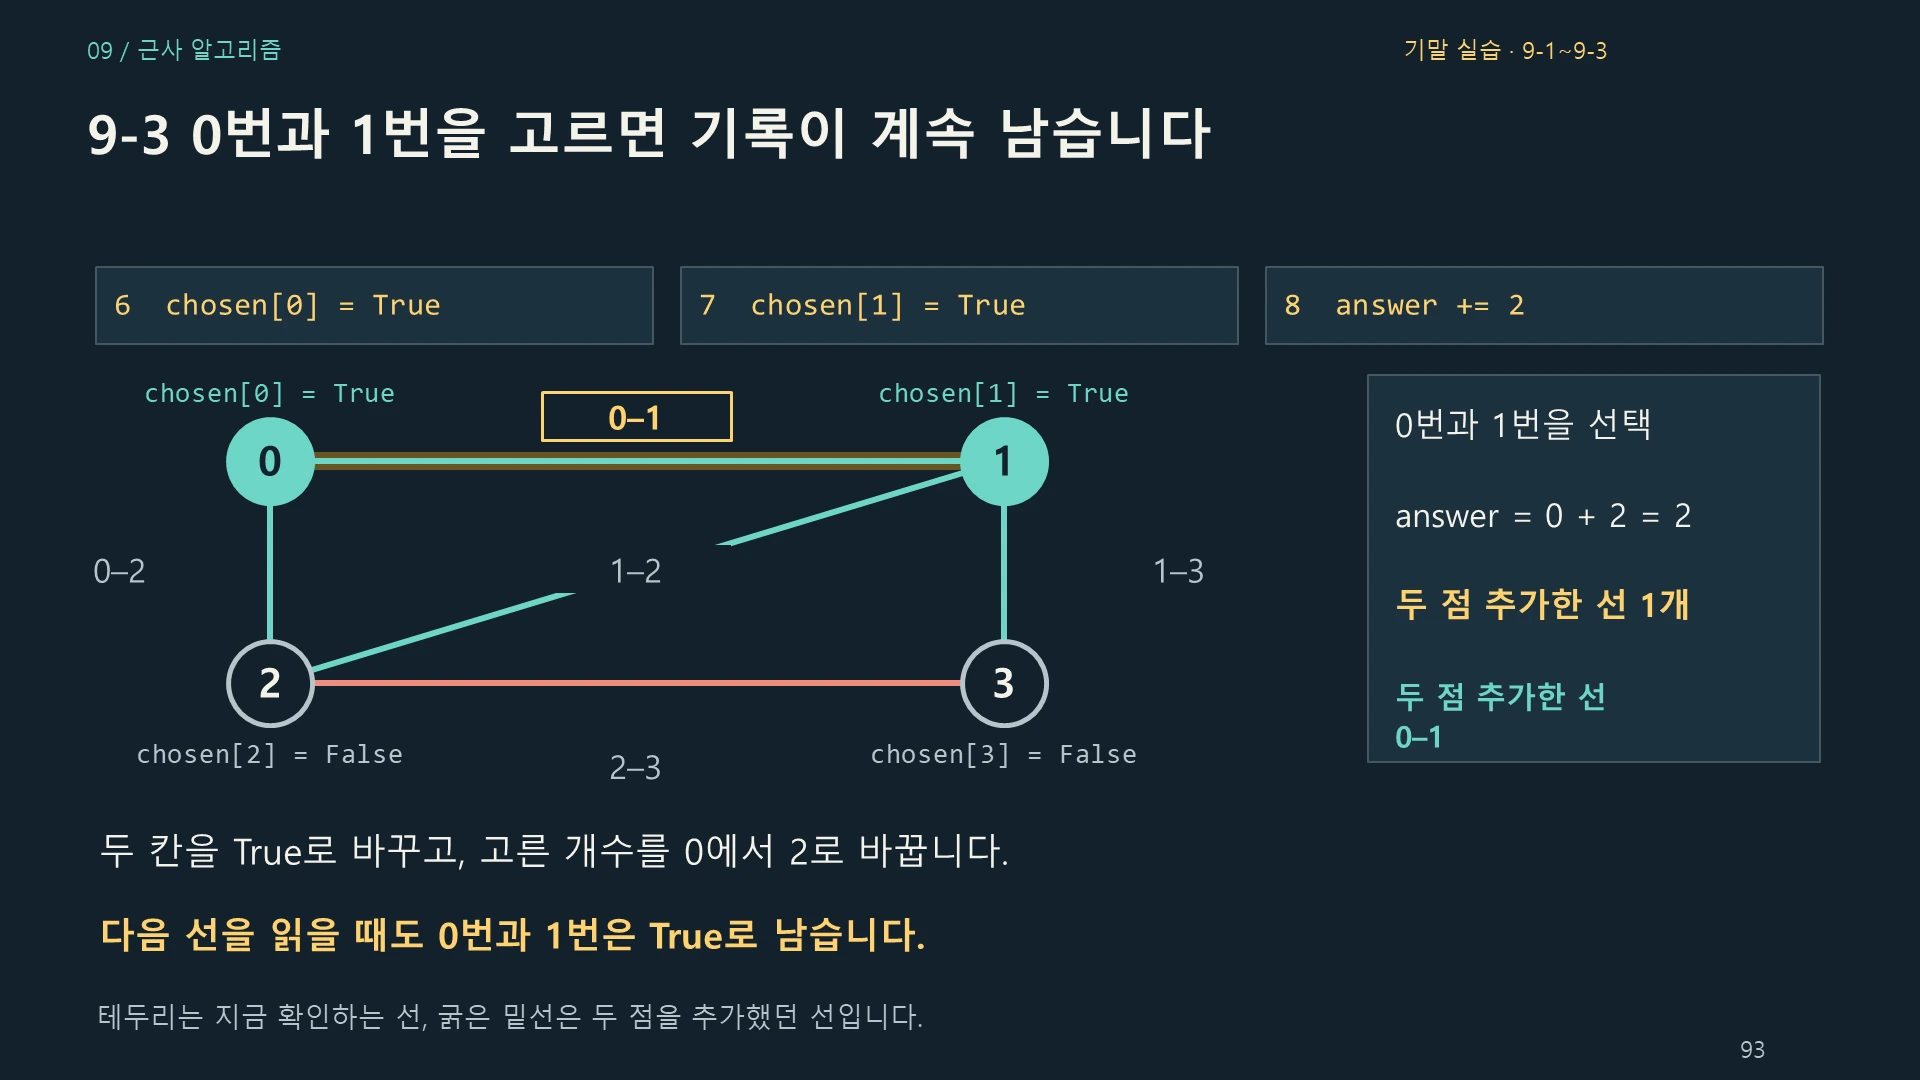 09 / 근사 알고리즘
기말 실습 · 9-1~9-3
9-3 0번과 1번을 고르면 기록이 계속 남습니다
6 chosen[0] = True
7 chosen[1] = True
8 answer += 2
chosen[0] = True
0–1
chosen[1] = True
0
1
0–2
1–2
1–3
2
3
chosen[2] = False
2–3
chosen[3] = False
0번과 1번을 선택
answer = 0 + 2 = 2
두 점 추가한 선 1개
두 점 추가한 선
0–1
두 칸을 True로 바꾸고, 고른 개수를 0에서 2로 바꿉니다.
다음 선을 읽을 때도 0번과 1번은 True로 남습니다.
테두리는 지금 확인하는 선, 굵은 밑선은 두 점을 추가했던 선입니다.
93